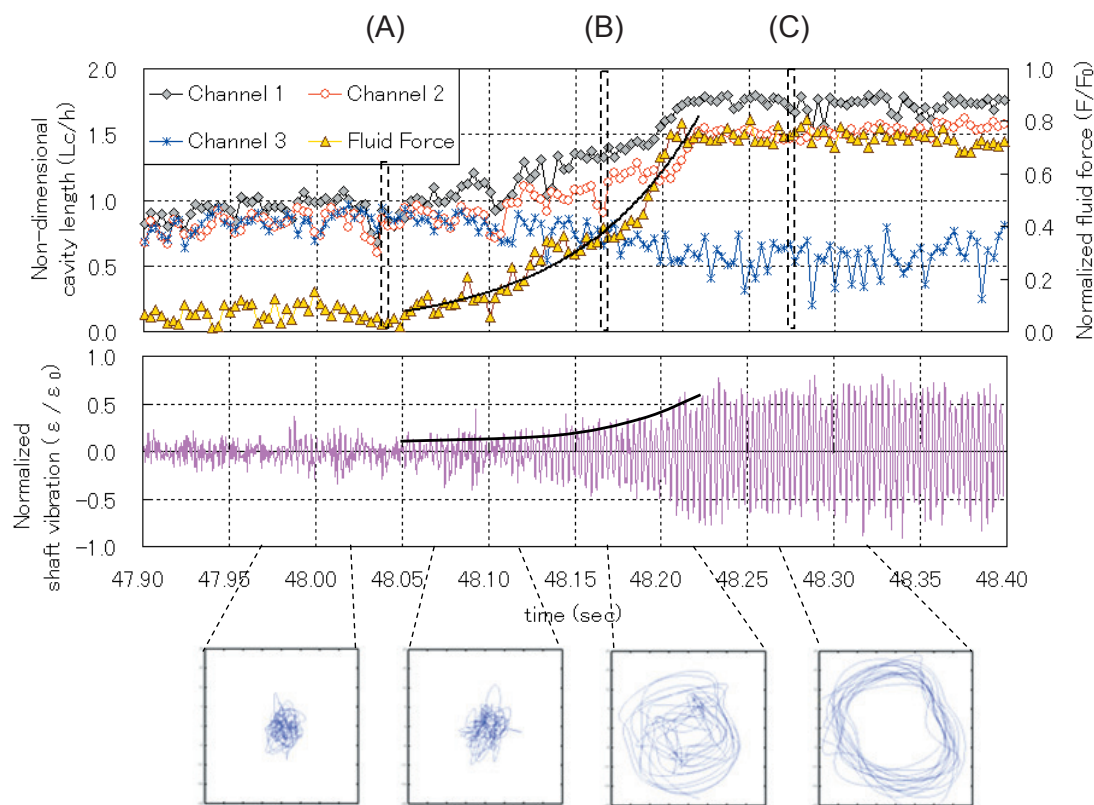 (A) (B) (C)
2.0
1.5
1.0
0.5
0.0
Non-dimensional
cavity length (Lc/h)
Channel 1 Channel 2
Channel 3 Fluid Force
1.0
0.8
0.6
0.4
0.2
0.0
Normalized fluid force (F/F₀)
1.0
0.5
0.0
-0.5
-1.0
Normalized
shaft vibration ( ε / ε₀)
47.90 47.95 48.00 48.05 48.10 48.15 48.20 48.25 48.30 48.35 48.40
time (sec)